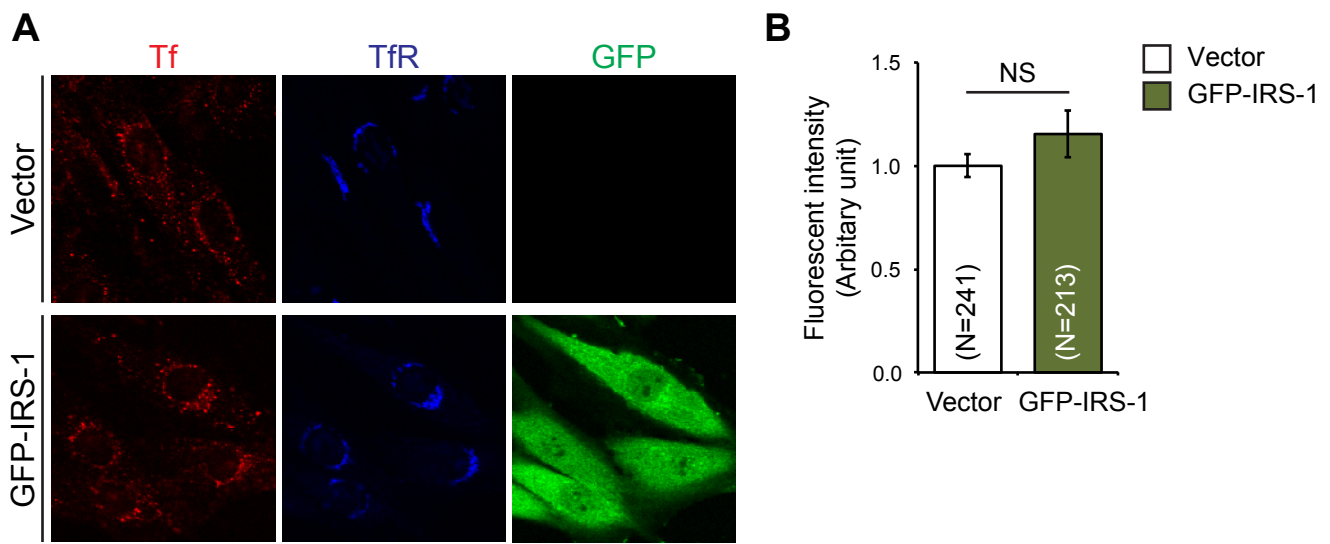 A
Tf
TfR
GFP
Vector
GFP-IRS-1
B
Vector
GFP-IRS-1
NS
Fluorescent intensity
(Arbitary unit)
1.5
1.0
0.5
0.0
(N=241)
(N=213)
Vector
GFP-IRS-1